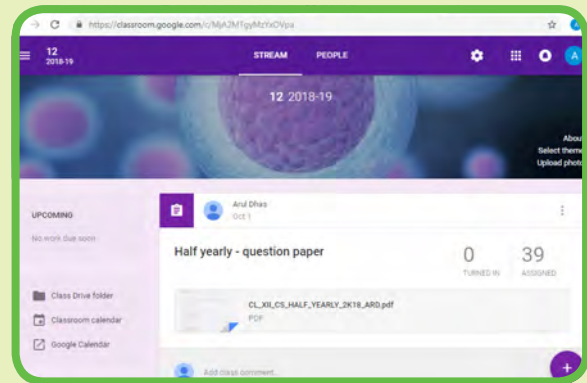 https://classroom.google.com/c/MjA2MTgyMzYxOVpa
12
2018-19
STREAM
PEOPLE
A
12 2018-19
About
Select theme
Upload photo
UPCOMING
No work due soon
Class Drive folder
Classroom calendar
Google Calendar
Arul Dhas
Oct 1
Half yearly - question paper
0
TURNED IN
39
ASSIGNED
CL_XII_CS_HALF_YEARLY_2K18_ARD.pdf
PDF
Add class comment...